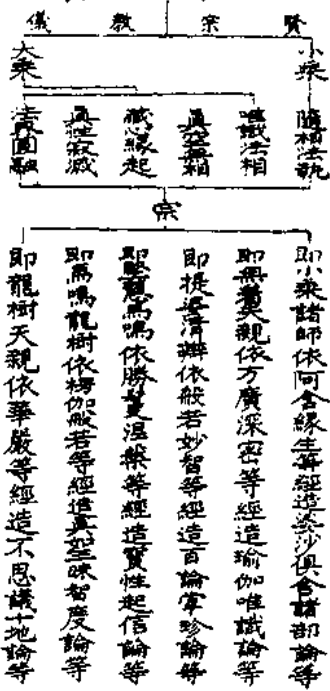 賢宗教儀
小乘
大乘
隨相法執
唯識法相
真空無相
藏心緣起
真性寂滅
法界圓融
宗
即小乘諸師依阿含緣生等經造婆沙俱舍諸部論等
即無著天親依方廣深密等經造瑜伽唯識論等
即提婆清辯依般若妙智等經造百論掌珍論等
即堅慧馬鳴依勝鬘涅槃等經造寶性起信論等
即馬鳴龍樹依楞伽般若等經造真如三昧智度論等
即龍樹天親依華嚴等經造不思議十地論等